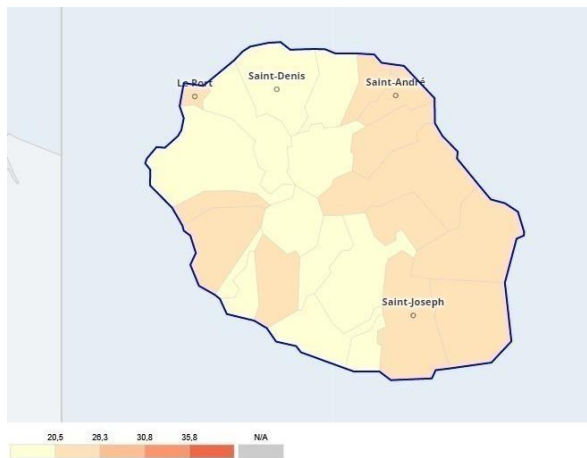 Saint-Denis
Saint-André
Le Port
Saint-Joseph
20,5 26,3 30,8 35,8 N/A